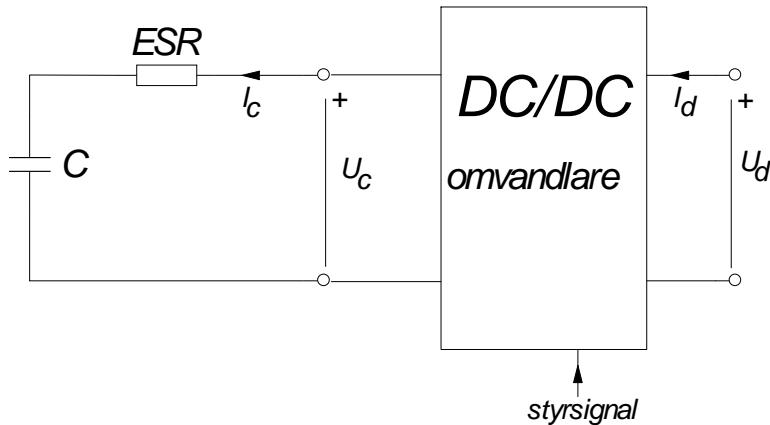 ESR
I_c
+
C
U_c
DC/DC
omvandlare
I_d
+
U_d
styrsignal